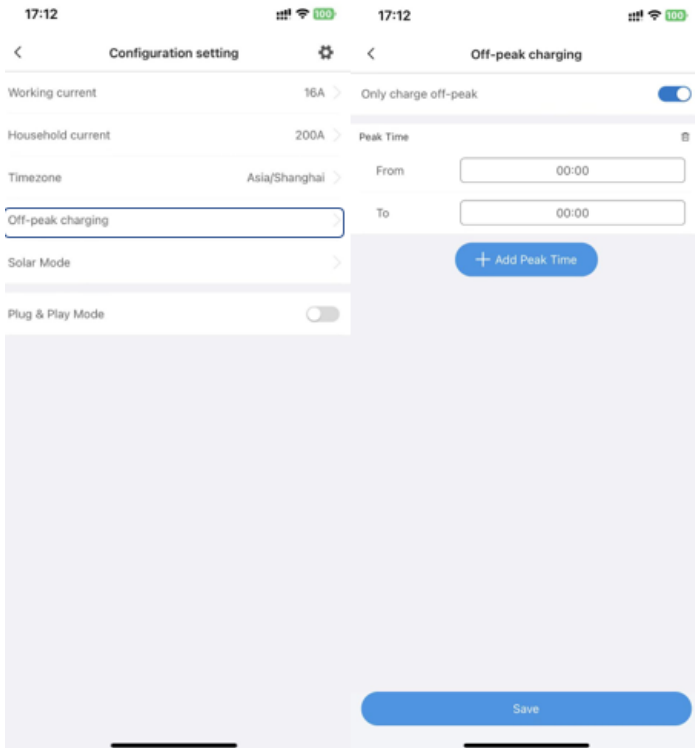 17:12
100
Configuration setting
Working current 16A
Household current 200A
Timezone Asia/Shanghai
Off-peak charging
Solar Mode
Plug & Play Mode
17:12
100
Off-peak charging
Only charge off-peak
Peak Time
From 00:00
To 00:00
+ Add Peak Time
Save